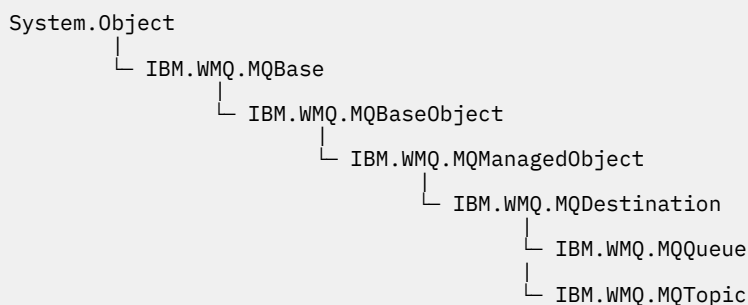 System.Object
IBM.WMQ.MQBase
IBM.WMQ.MQBaseObject
IBM.WMQ.MQManagedObject
IBM.WMQ.MQDestination
IBM.WMQ.MQQueue
IBM.WMQ.MQTopic